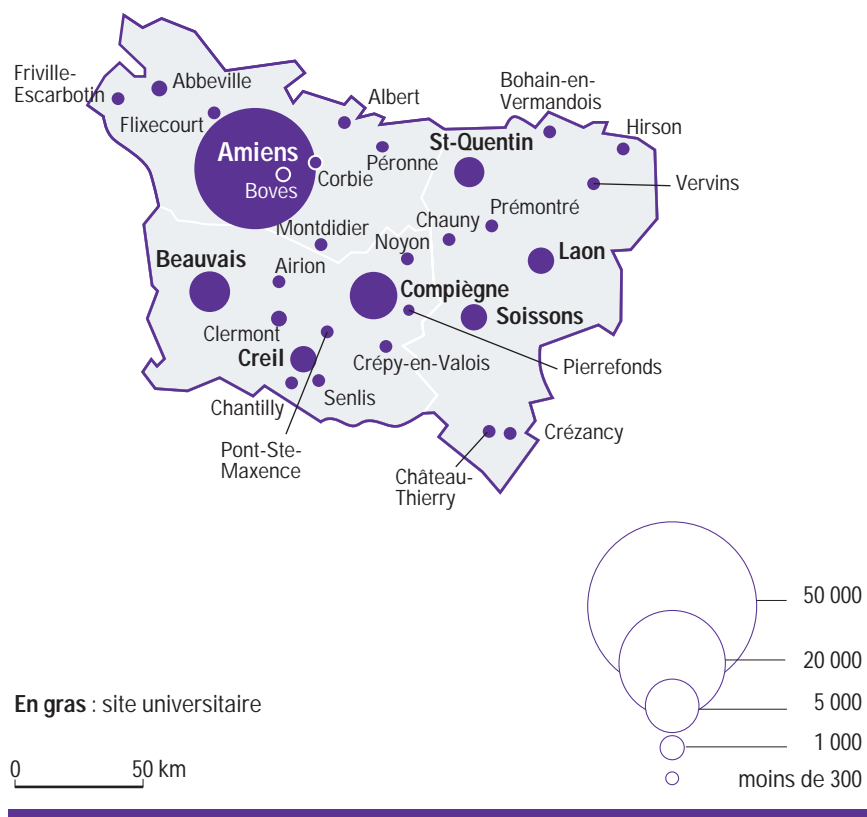 Friville-
Escarbotin
Abbeville
Flixecourt
Albert
Bohain-en-
Vermandois
Hirson
Amiens
Boves
Corbie
Péronne
St-Quentin
Vervins
Montdidier
Noyon
Chauny
Prémontré
Beauvais
Airion
Compiègne
Laon
Soissons
Clermont
Creil
Crépy-en-Valois
Pierrefonds
Chantilly
Senlis
Pont-Ste-
Maxence
Château-
Thierry
Crézancy
50 000
20 000
5 000
1 000
moins de 300
En gras : site universitaire
0 50 km